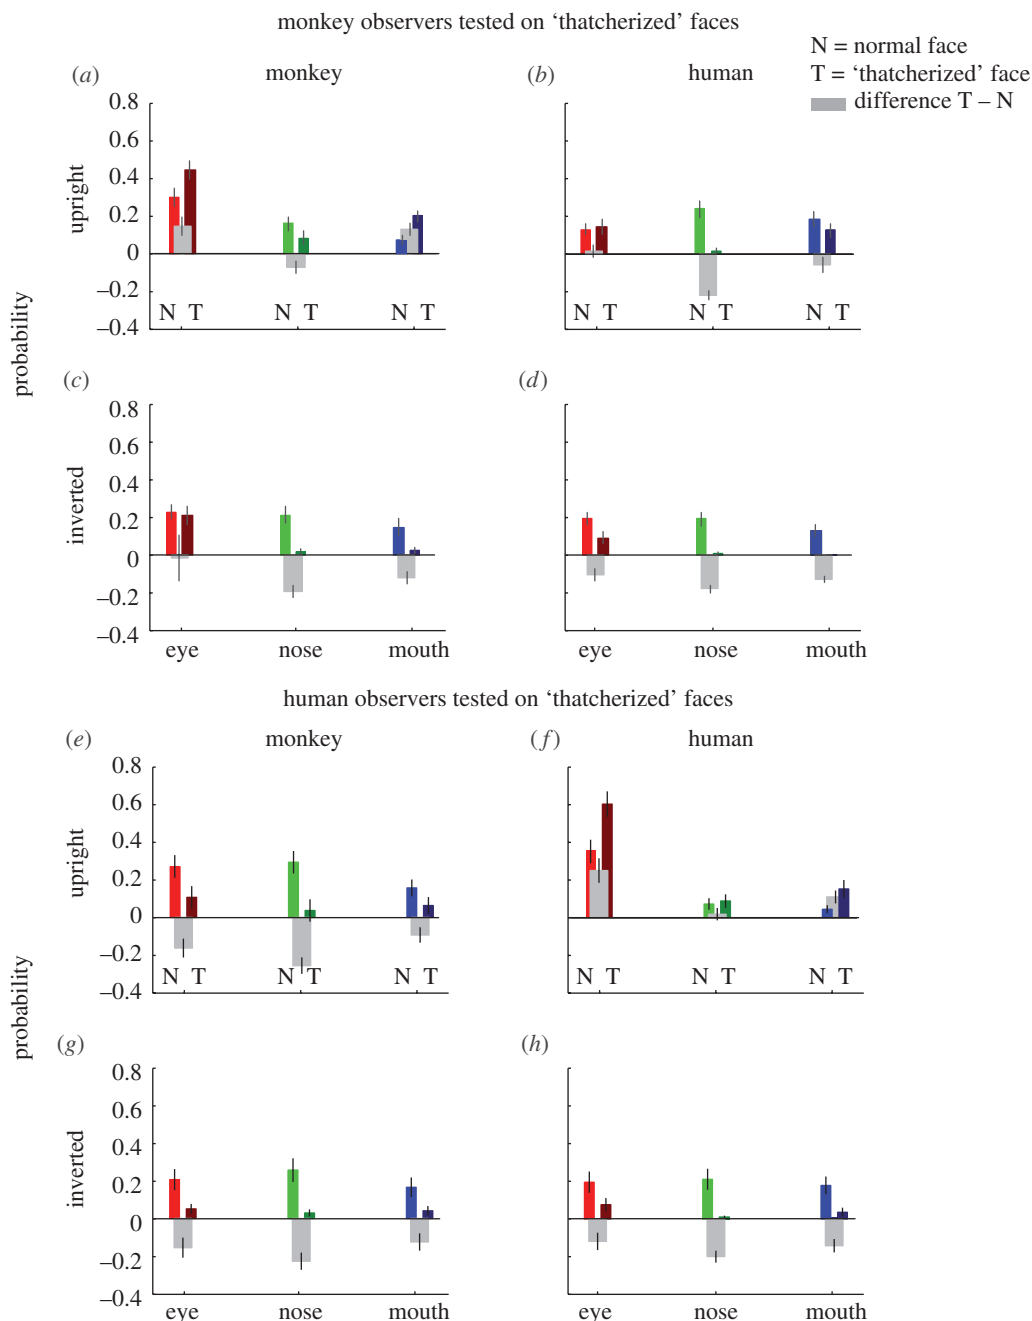 monkey observers tested on ‘thatcherized’ faces
N = normal face
T = ‘thatcherized’ face
difference T – N
(a) monkey
(b) human
probability
upright
0.8
0.6
0.4
0.2
0
–0.2
–0.4
N T N T N T
N T N T N T
(c)
(d)
inverted
0.8
0.6
0.4
0.2
0
–0.2
–0.4
eye nose mouth
eye nose mouth
human observers tested on ‘thatcherized’ faces
(e) monkey
(f) human
probability
upright
0.8
0.6
0.4
0.2
0
–0.2
–0.4
N T N T N T
N T N T N T
(g)
(h)
inverted
0.8
0.6
0.4
0.2
0
–0.2
–0.4
eye nose mouth
eye nose mouth